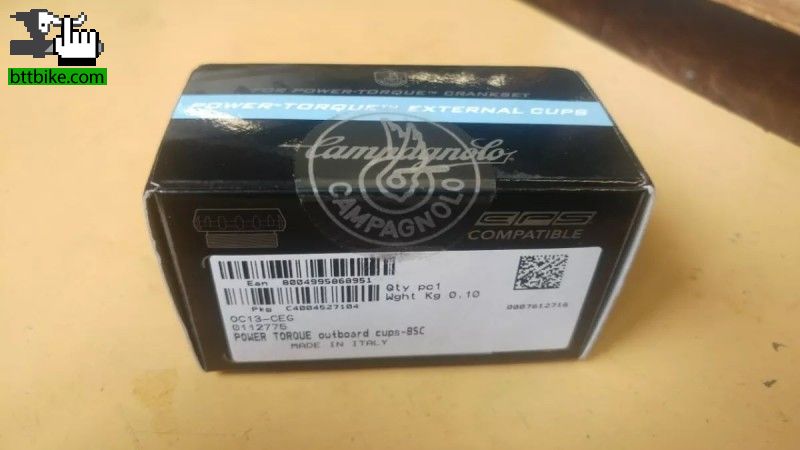 bttbike.com
FOR POWER-TORQUE™ CRANKSET
POWER-TORQUE™ EXTERNAL CUPS
Campagnolo
CAMPAGNOLO
EPS
COMPATIBLE
Ean 8004995868951
Pkg C4004527104
Qty pc1
Wght Kg 0.10
0007612716
OC13-CEG
0112776
POWER TORQUE outboard cups-BSC
MADE IN ITALY